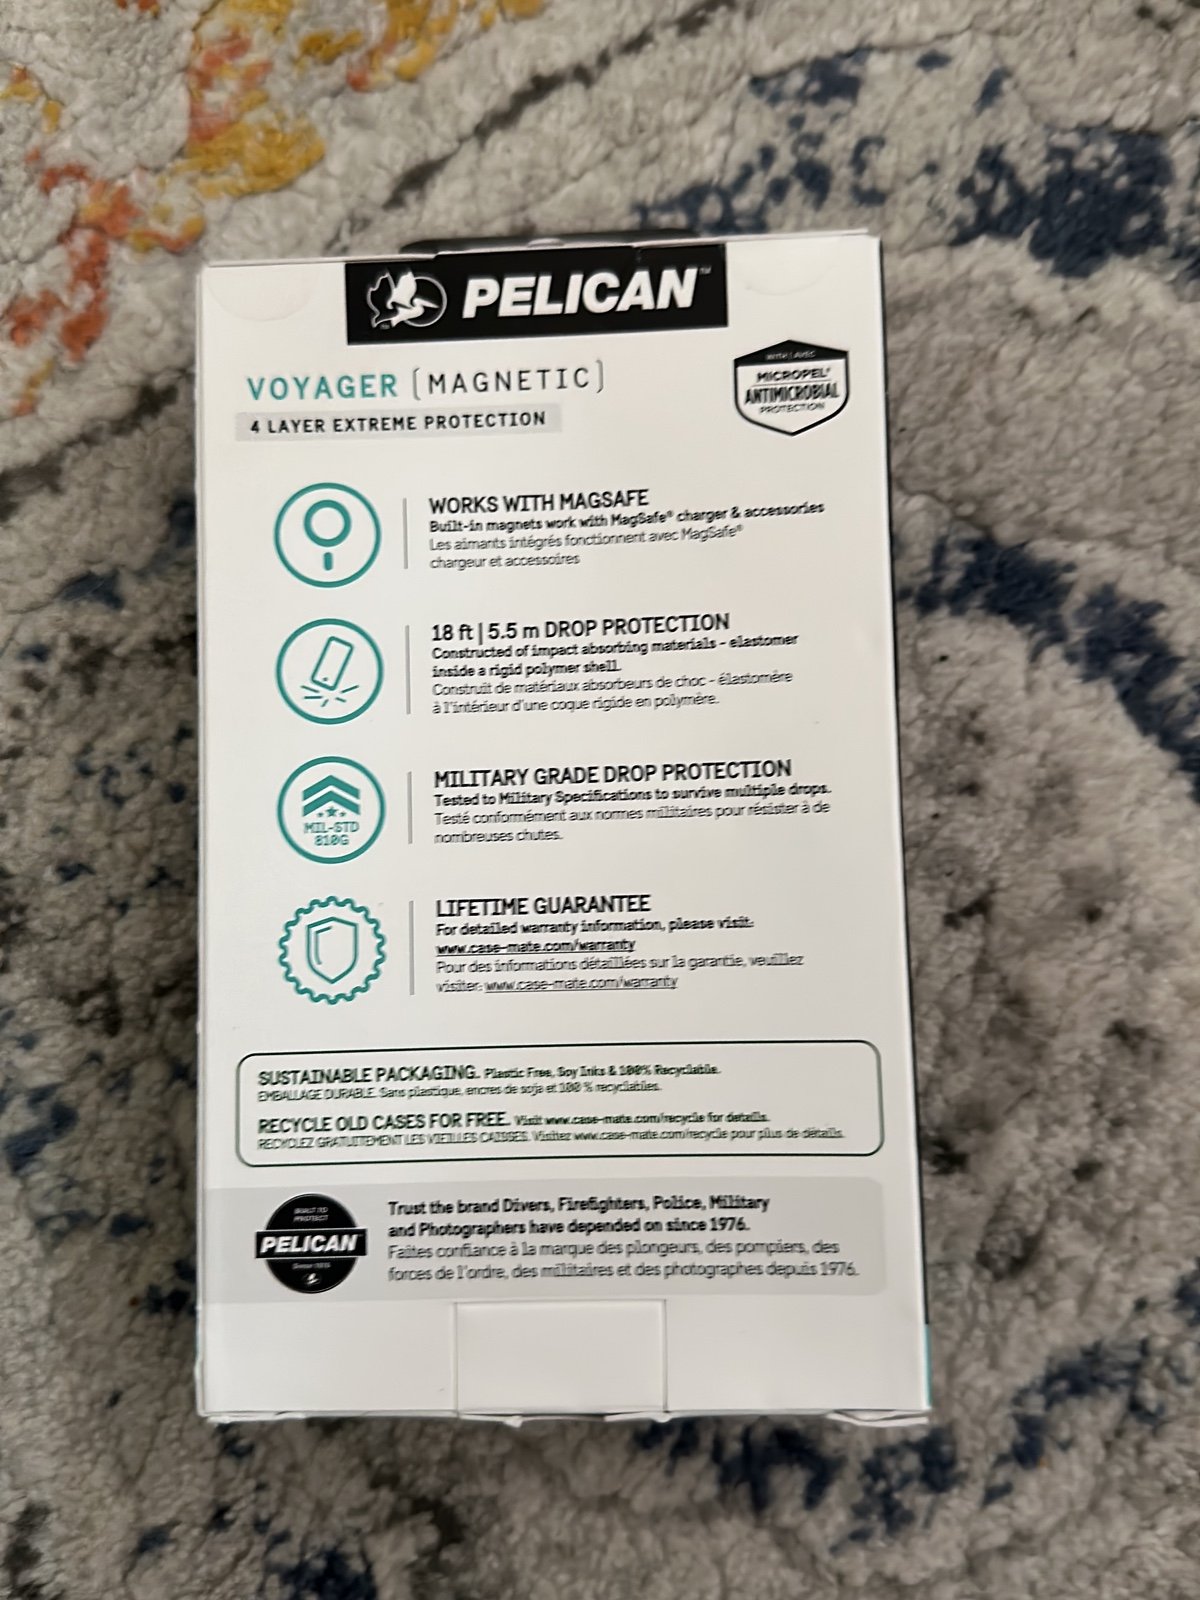 PELICAN™
VOYAGER (MAGNETIC)
4 LAYER EXTREME PROTECTION
WITH | AVEC
MICROPEL®
ANTIMICROBIAL
PROTECTION
WORKS WITH MAGSAFE
Built-in magnets work with MagSafe® charger & accessories
Les aimants intégrés fonctionnent avec MagSafe®
chargeur et accessoires
18 ft | 5.5 m DROP PROTECTION
Constructed of impact absorbing materials - elastomer
inside a rigid polymer shell.
Construit de matériaux absorbeurs de choc - élastomère
à l'intérieur d'une coque rigide en polymère.
MIL-STD
810G
MILITARY GRADE DROP PROTECTION
Tested to Military Specifications to survive multiple drops.
Testé conformément aux normes militaires pour résister à de
nombreuses chutes.
LIFETIME GUARANTEE
For detailed warranty information, please visit:
www.case-mate.com/warranty
Pour des informations détaillées sur la garantie, veuillez
visiter: www.case-mate.com/warranty
SUSTAINABLE PACKAGING. Plastic Free, Soy Inks & 100% Recyclable.
EMBALLAGE DURABLE. Sans plastique, encres de soja et 100 % recyclables.
RECYCLE OLD CASES FOR FREE. Visit www.case-mate.com/recycle for details.
RECYCLEZ GRATUITEMENT LES VIEILLES CAISSES. Visitez www.case-mate.com/recycle pour plus de détails.
BUILT TO
PROTECT
PELICAN™
Since 1976
Trust the brand Divers, Firefighters, Police, Military
and Photographers have depended on since 1976.
Faites confiance à la marque des plongeurs, des pompiers, des
forces de l'ordre, des militaires et des photographes depuis 1976.